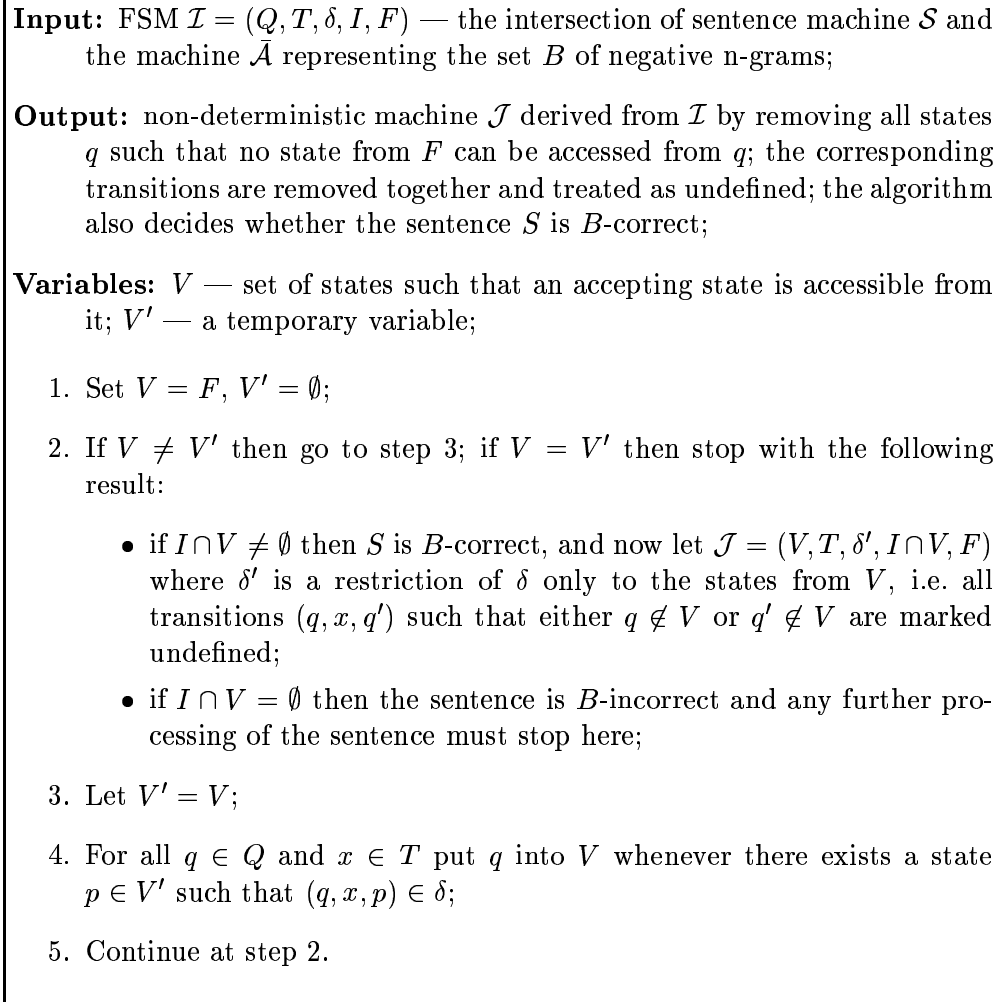 Input: FSM 𝓘 = (Q, T, δ, I, F) — the intersection of sentence machine 𝓢 and
the machine 𝓐̄ representing the set B of negative n-grams;
Output: non-deterministic machine 𝓙 derived from 𝓘 by removing all states
q such that no state from F can be accessed from q; the corresponding
transitions are removed together and treated as undefined; the algorithm
also decides whether the sentence S is B-correct;
Variables: V — set of states such that an accepting state is accessible from
it; V′ — a temporary variable;
1. Set V = F, V′ = ∅;
2. If V ≠ V′ then go to step 3; if V = V′ then stop with the following
result:
• if I ∩ V ≠ ∅ then S is B-correct, and now let 𝓙 = (V, T, δ′, I ∩ V, F)
where δ′ is a restriction of δ only to the states from V, i.e. all
transitions (q, x, q′) such that either q ∉ V or q′ ∉ V are marked
undefined;
• if I ∩ V = ∅ then the sentence is B-incorrect and any further pro-
cessing of the sentence must stop here;
3. Let V′ = V;
4. For all q ∈ Q and x ∈ T put q into V whenever there exists a state
p ∈ V′ such that (q, x, p) ∈ δ;
5. Continue at step 2.